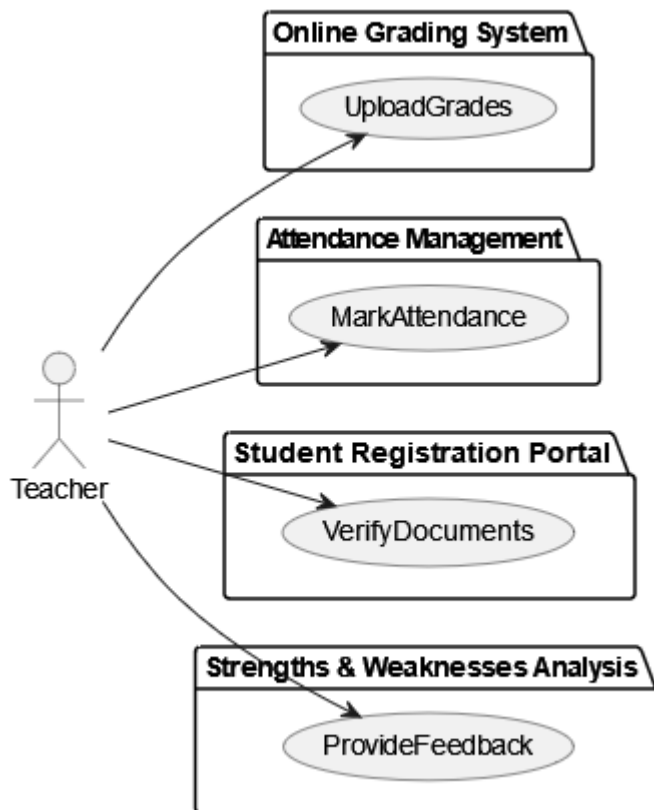 Online Grading System
UploadGrades
Attendance Management
MarkAttendance
Teacher
Student Registration Portal
VerifyDocuments
Strengths & Weaknesses Analysis
ProvideFeedback